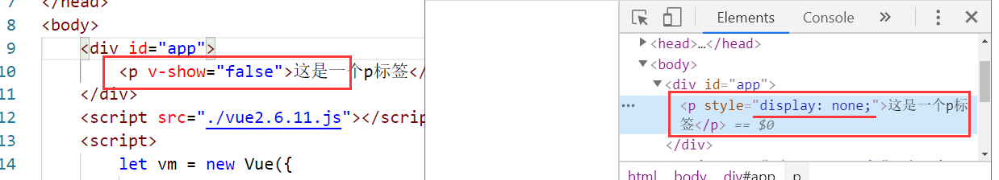 7 </head>
8 <body>
9 <div id="app">
10 <p v-show="false">这是一个p标签</
11 </div>
12 <script src="./vue2.6.11.js"></scrip
13 <script>
14 let vm = new Vue({
Elements Console »
<head>…</head>
<body>
<div id="app">
… <p style="display: none;">这是一个p标
签</p> == $0
</div>
html body div#app p